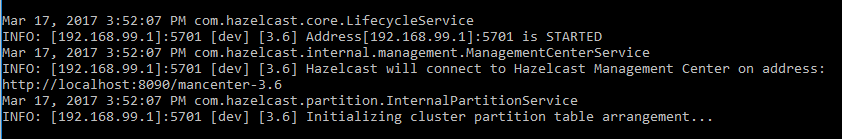 Mar 17, 2017 3:52:07 PM com.hazelcast.core.LifecycleService
INFO: [192.168.99.1]:5701 [dev] [3.6] Address[192.168.99.1]:5701 is STARTED
Mar 17, 2017 3:52:07 PM com.hazelcast.internal.management.ManagementCenterService
INFO: [192.168.99.1]:5701 [dev] [3.6] Hazelcast will connect to Hazelcast Management Center on address:
http://localhost:8090/mancenter-3.6
Mar 17, 2017 3:52:07 PM com.hazelcast.partition.InternalPartitionService
INFO: [192.168.99.1]:5701 [dev] [3.6] Initializing cluster partition table arrangement...